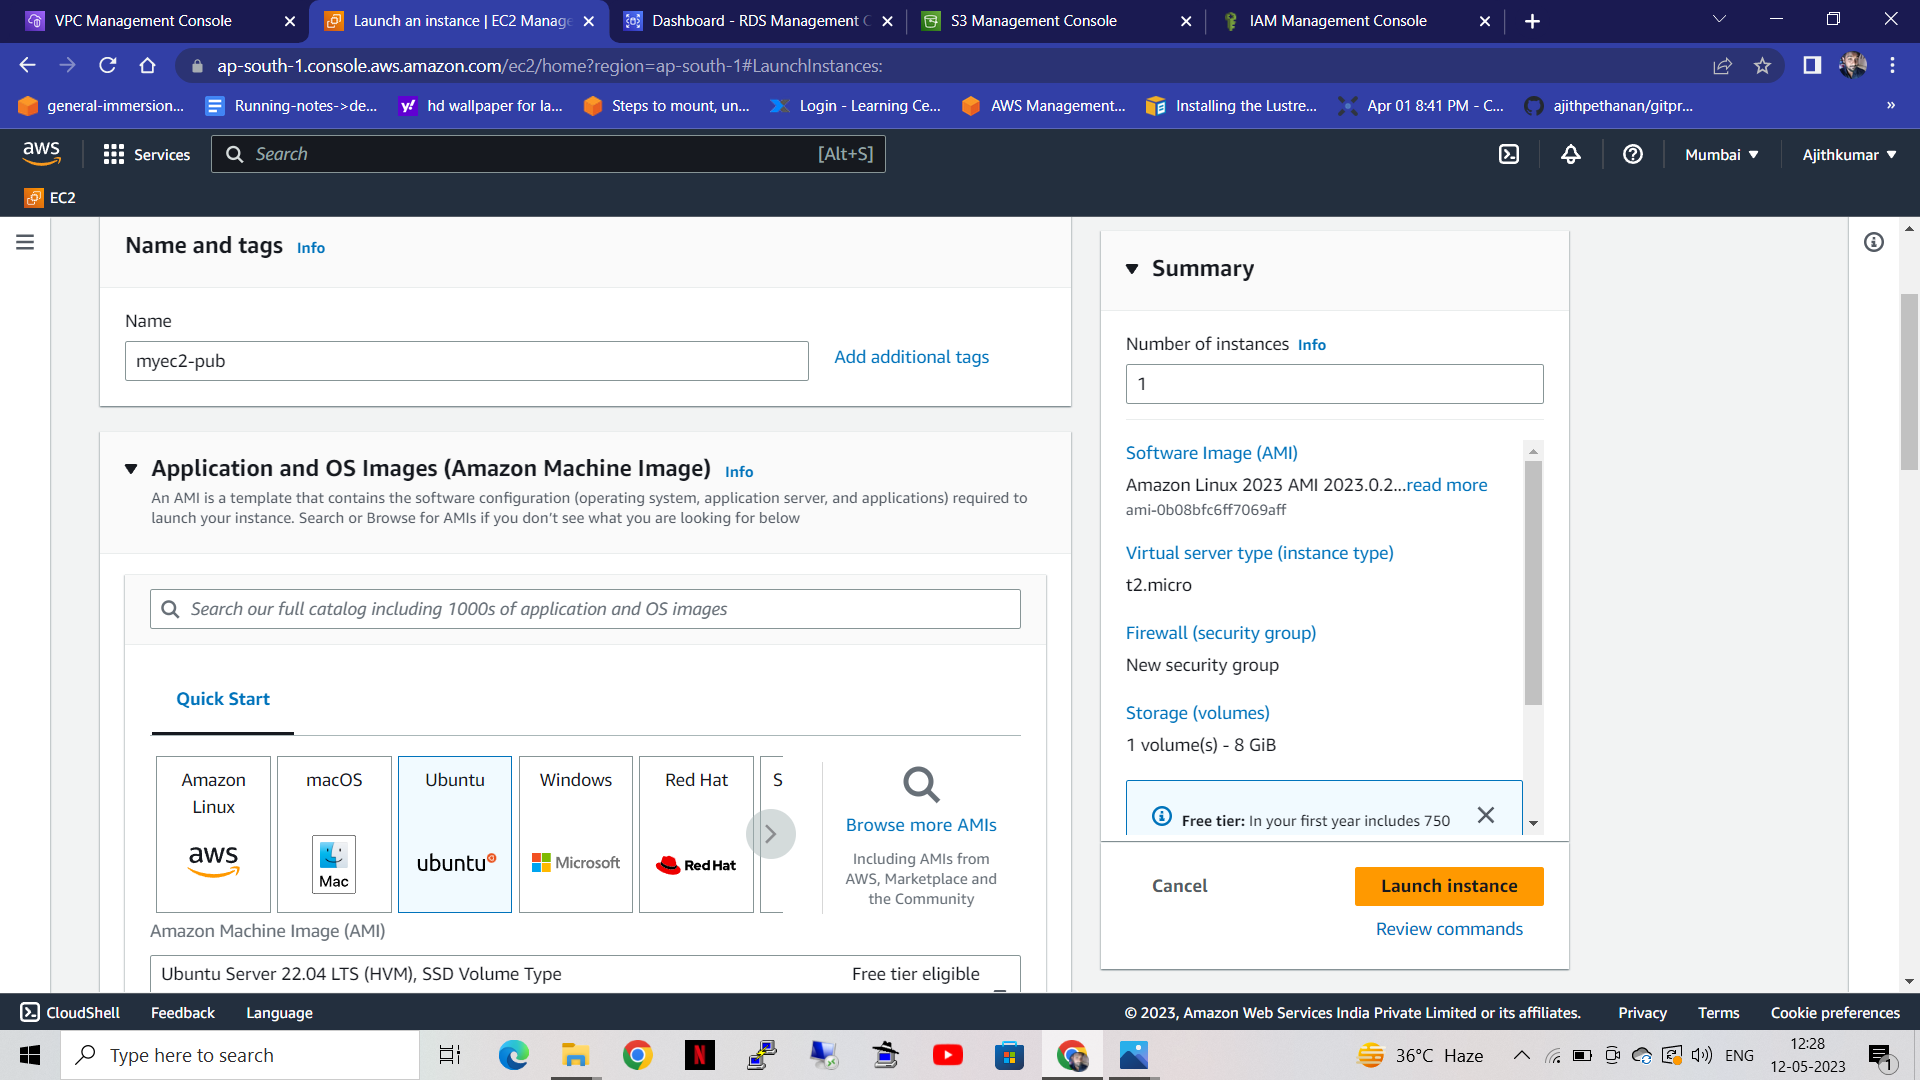 VPC Management Console
Launch an instance | EC2 Manage
Dashboard - RDS Management C
S3 Management Console
IAM Management Console
ap-south-1.console.aws.amazon.com/ec2/home?region=ap-south-1#LaunchInstances:
general-immersion...
Running-notes->de...
hd wallpaper for la...
Steps to mount, un...
Login - Learning Ce...
AWS Management...
Installing the Lustre...
Apr 01 8:41 PM - C...
ajithpethanan/gitpr...
»
aws
Services
Search
[Alt+S]
Mumbai
Ajithkumar
EC2
Name and tags Info
Name
myec2-pub
Add additional tags
Application and OS Images (Amazon Machine Image) Info
An AMI is a template that contains the software configuration (operating system, application server, and applications) required to
launch your instance. Search or Browse for AMIs if you don't see what you are looking for below
Search our full catalog including 1000s of application and OS images
Quick Start
Amazon
Linux
aws
macOS
Mac
Ubuntu
ubuntu
Windows
Microsoft
Red Hat
Red Hat
S
Browse more AMIs
Including AMIs from
AWS, Marketplace and
the Community
Amazon Machine Image (AMI)
Ubuntu Server 22.04 LTS (HVM), SSD Volume Type
Free tier eligible
Summary
Number of instances Info
1
Software Image (AMI)
Amazon Linux 2023 AMI 2023.0.2...read more
ami-0b08bfc6ff7069aff
Virtual server type (instance type)
t2.micro
Firewall (security group)
New security group
Storage (volumes)
1 volume(s) - 8 GiB
Free tier: In your first year includes 750
Cancel
Launch instance
Review commands
CloudShell
Feedback
Language
© 2023, Amazon Web Services India Private Limited or its affiliates.
Privacy
Terms
Cookie preferences
Type here to search
N
36°C Haze
ENG
12:28
12-05-2023
1